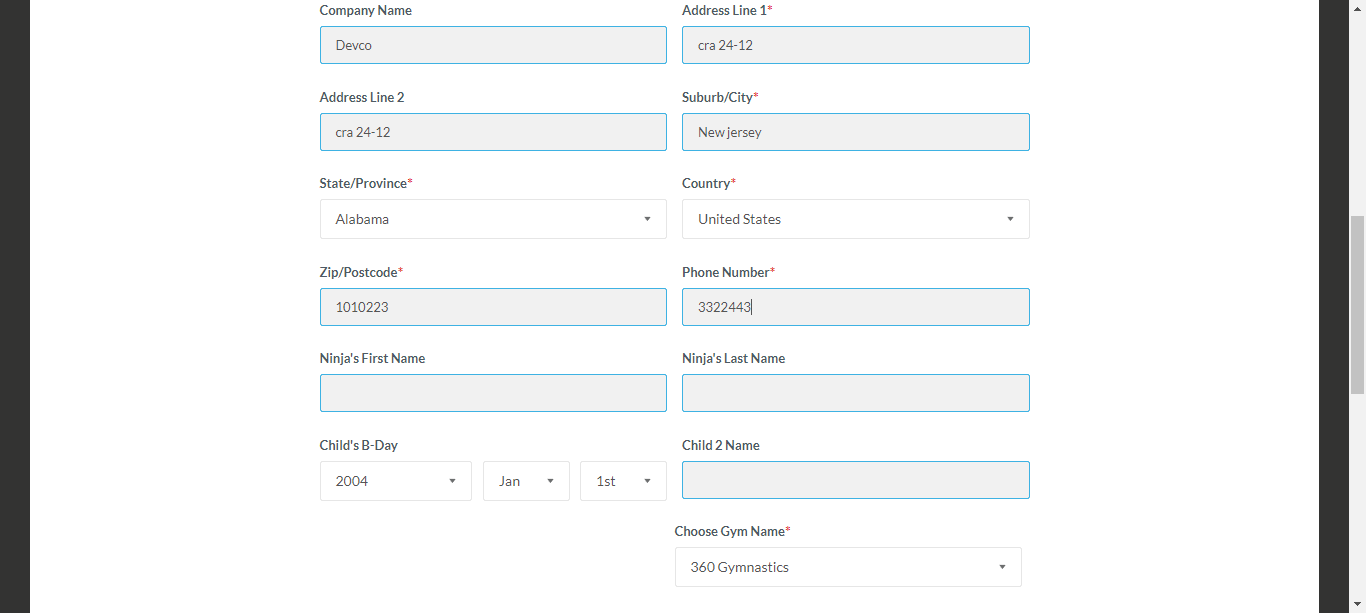 Company Name
Address Line 1*
Devco
cra 24-12
Address Line 2
Suburb/City*
cra 24-12
New jersey
State/Province*
Country*
Alabama
United States
Zip/Postcode*
Phone Number*
1010223
3322443
Ninja's First Name
Ninja's Last Name
Child's B-Day
Child 2 Name
2004
Jan
1st
Choose Gym Name*
360 Gymnastics